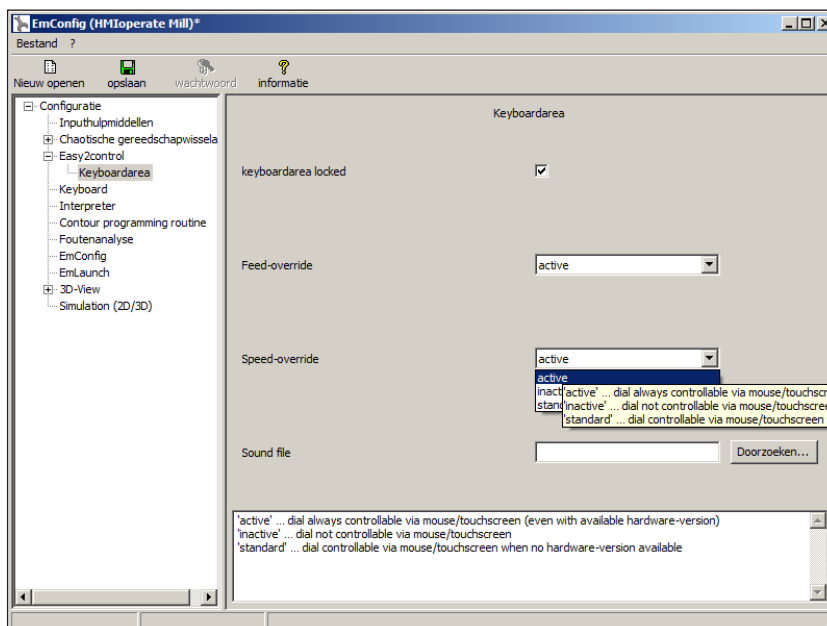 EmConfig (HMIoperate Mill)*
Bestand ?
Nieuw openen opslaan wachtwoord informatie
Configuratie
Inputhulpmiddellen
Chaotische gereedschapwissela
Easy2control
Keyboardarea
Keyboard
Interpreter
Contour programming routine
Foutenanalyse
EmConfig
EmLaunch
3D-View
Simulation (2D/3D)
Keyboardarea
keyboardarea locked
Feed-override active
Speed-override active
active
'active' ... dial always controllable via mouse/touchscr
'inactive' ... dial not controllable via mouse/touchscree
'standard' ... dial controllable via mouse/touchscreen
Sound file Doorzoeken...
'active' ... dial always controllable via mouse/touchscreen (even with available hardware-version)
'inactive' ... dial not controllable via mouse/touchscreen
'standard' ... dial controllable via mouse/touchscreen when no hardware-version available